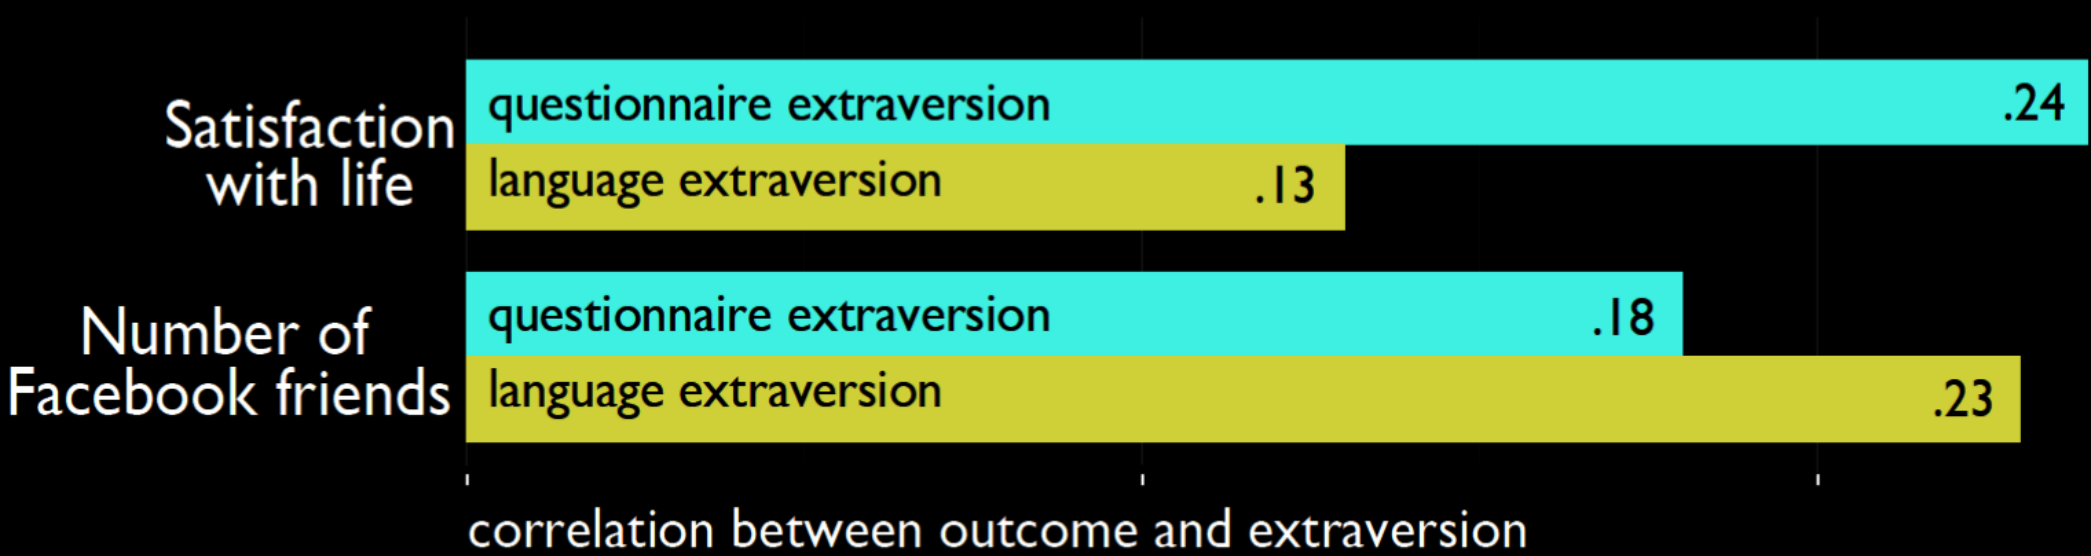 Satisfaction
with life
questionnaire extraversion .24
language extraversion .13
Number of
Facebook friends
questionnaire extraversion .18
language extraversion .23
correlation between outcome and extraversion